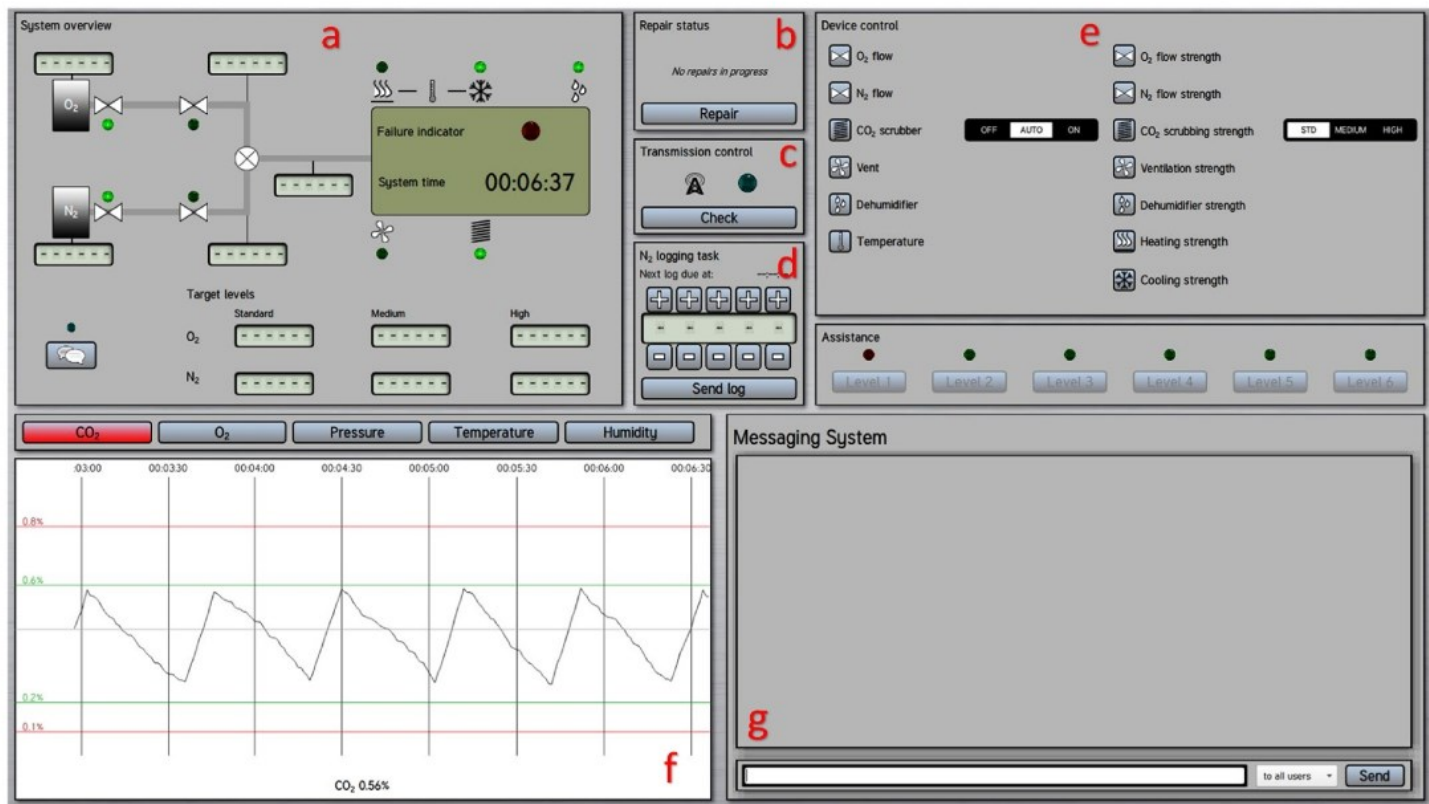 System overview
a
- - - - - -
- - - - - -
O₂
Failure indicator
System time 00:06:37
- - - - - -
N₂
- - - - - -
- - - - - -
Target levels
Standard Medium High
O₂ - - - - - - - - - - - - - - - - - -
N₂ - - - - - - - - - - - - - - - - - -
Repair status
b
No repairs in progress
Repair
Transmission control
c
Check
N₂ logging task
d
Next log due at: --:--:--
- - - - -
Send log
Device control
e
O₂ flow
N₂ flow
CO₂ scrubber OFF AUTO ON
Vent
Dehumidifier
Temperature
O₂ flow strength
N₂ flow strength
CO₂ scrubbing strength STD MEDIUM HIGH
Ventilation strength
Dehumidifier strength
Heating strength
Cooling strength
Assistance
Level 1 Level 2 Level 3 Level 4 Level 5 Level 6
CO₂ O₂ Pressure Temperature Humidity
:03:00 00:03:30 00:04:00 00:04:30 00:05:00 00:05:30 00:06:00 00:06:30
0.8%
0.6%
0.2%
0.1%
f
CO₂ 0.56%
Messaging System
g
to all users Send